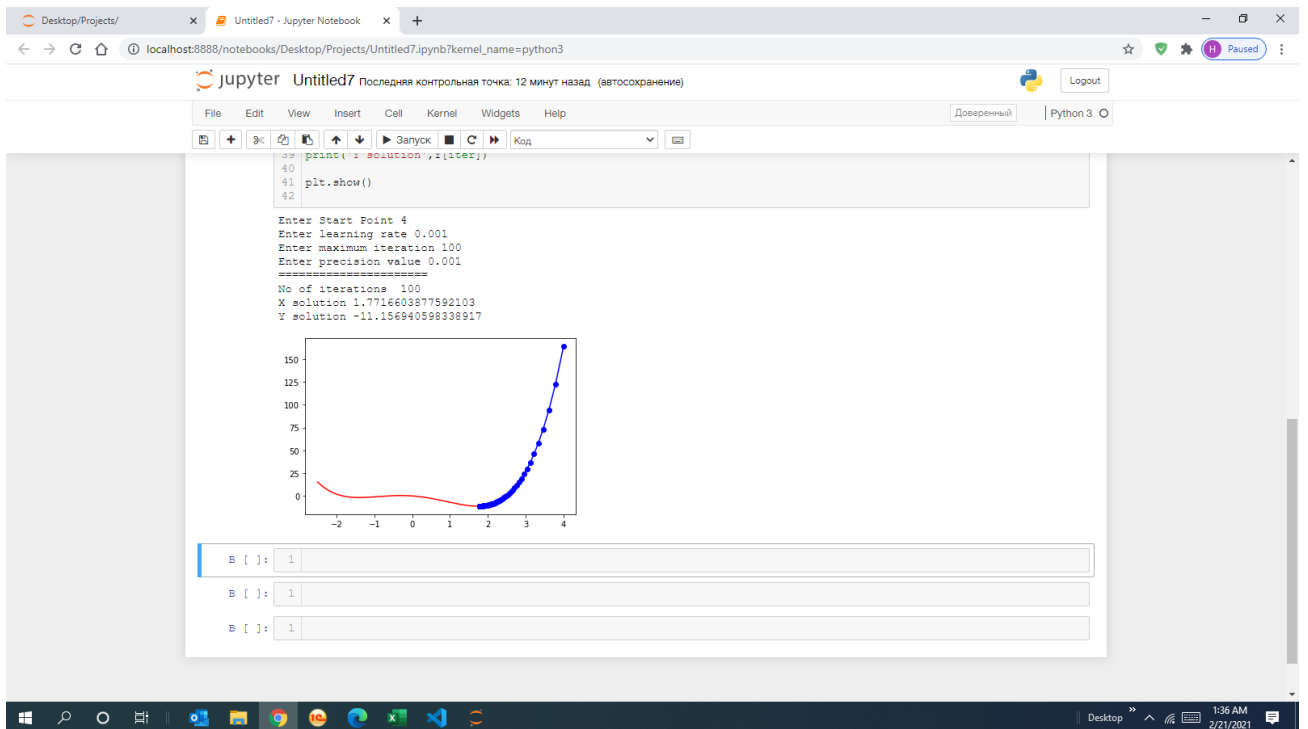 Desktop/Projects/
Untitled7 - Jupyter Notebook
localhost:8888/notebooks/Desktop/Projects/Untitled7.ipynb?kernel_name=python3
H Paused
jupyter Untitled7 Последняя контрольная точка: 12 минут назад (автосохранение)
Logout
File Edit View Insert Cell Kernel Widgets Help
Доверенный Python 3
Запуск Код
39 print('Y solution',Y[iter])
40
41 plt.show()
42
Enter Start Point 4
Enter learning rate 0.001
Enter maximum iteration 100
Enter precision value 0.001
======================
No of iterations 100
X solution 1.7716603877592103
Y solution -11.156940598338917
150
125
100
75
50
25
0
−2 −1 0 1 2 3 4
B [ ]: 1
B [ ]: 1
B [ ]: 1
Desktop
1:36 AM
2/21/2021